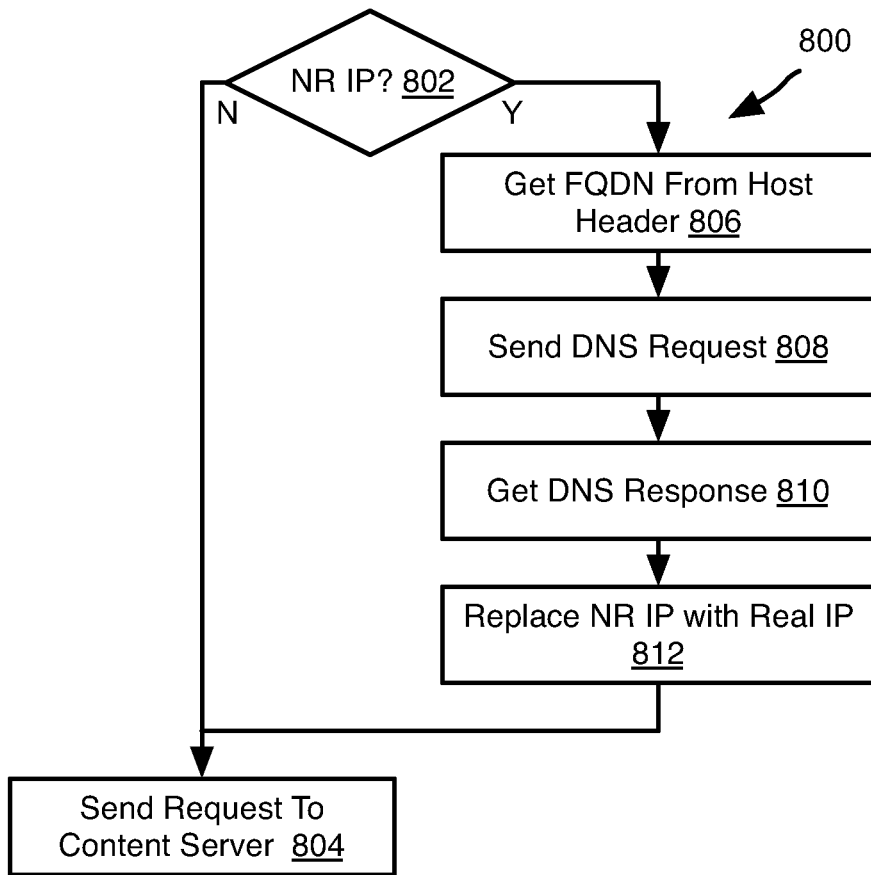 800
NR IP? 802
N
Y
Get FQDN From Host
Header 806
Send DNS Request 808
Get DNS Response 810
Replace NR IP with Real IP
812
Send Request To
Content Server 804